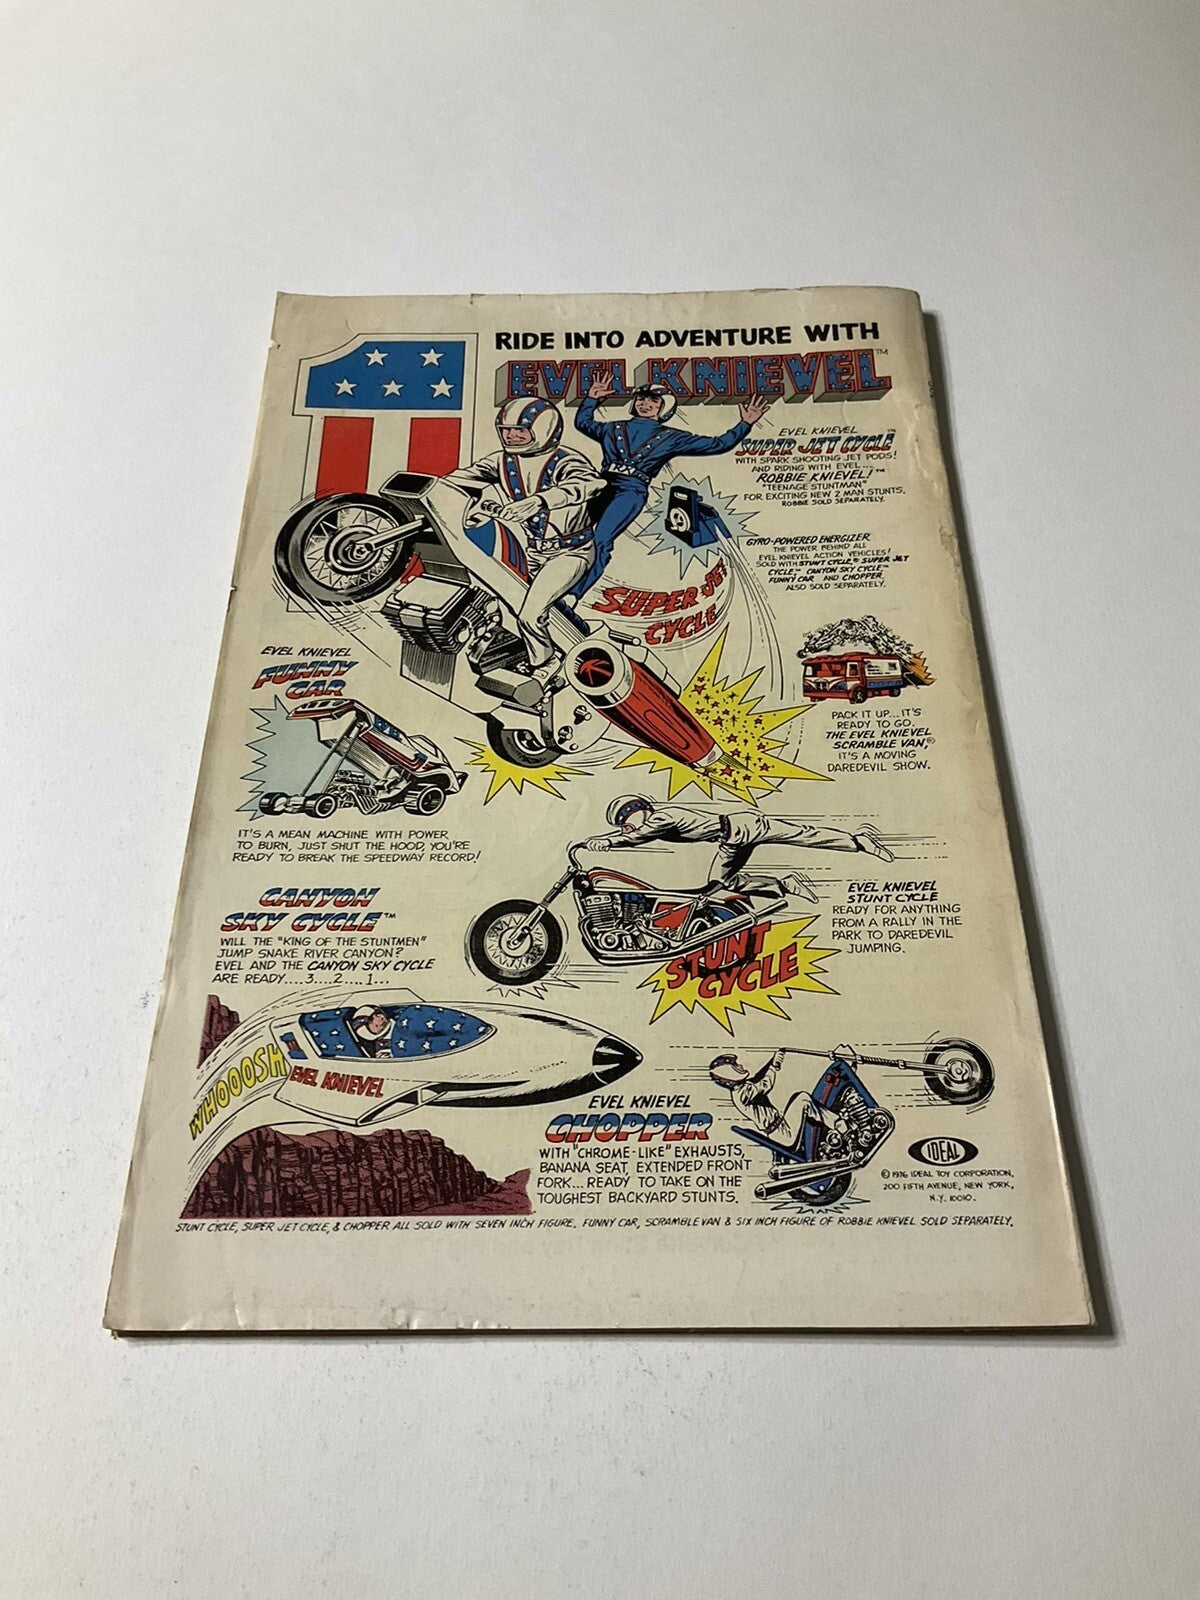 RIDE INTO ADVENTURE WITH
EVEL KNIEVEL™
EVEL KNIEVEL
SUPER JET CYCLE™
WITH SPARK SHOOTING JET PODS!
AND RIDING WITH EVEL...
ROBBIE KNIEVEL!™
"TEENAGE STUNTMAN"
FOR EXCITING NEW 2 MAN STUNTS.
ROBBIE SOLD SEPARATELY.
GYRO-POWERED ENERGIZER
THE POWER BEHIND ALL
EVEL KNIEVEL ACTION VEHICLES!
SOLD WITH STUNT CYCLE,® SUPER JET
CYCLE,™ CANYON SKY CYCLE,™
FUNNY CAR AND CHOPPER.
ALSO SOLD SEPARATELY.
SUPER JET
CYCLE
EVEL KNIEVEL
FUNNY
CAR
PACK IT UP...IT'S
READY TO GO.
THE EVEL KNIEVEL
SCRAMBLE VAN,®
IT'S A MOVING
DAREDEVIL SHOW.
IT'S A MEAN MACHINE WITH POWER
TO BURN, JUST SHUT THE HOOD, YOU'RE
READY TO BREAK THE SPEEDWAY RECORD!
CANYON
SKY CYCLE™
WILL THE "KING OF THE STUNTMEN"
JUMP SNAKE RIVER CANYON?
EVEL AND THE CANYON SKY CYCLE
ARE READY....3...2....1...
EVEL KNIEVEL
STUNT CYCLE
READY FOR ANYTHING
FROM A RALLY IN THE
PARK TO DAREDEVIL
JUMPING.
STUNT
CYCLE
WHOOOSH
EVEL KNIEVEL
EVEL KNIEVEL
CHOPPER
WITH "CHROME-LIKE" EXHAUSTS,
BANANA SEAT, EXTENDED FRONT
FORK...READY TO TAKE ON THE
TOUGHEST BACKYARD STUNTS.
IDEAL
© 1976 IDEAL TOY CORPORATION,
200 FIFTH AVENUE, NEW YORK,
N.Y. 10010.
STUNT CYCLE, SUPER JET CYCLE, & CHOPPER ALL SOLD WITH SEVEN INCH FIGURE. FUNNY CAR, SCRAMBLE VAN & SIX INCH FIGURE OF ROBBIE KNIEVEL SOLD SEPARATELY.